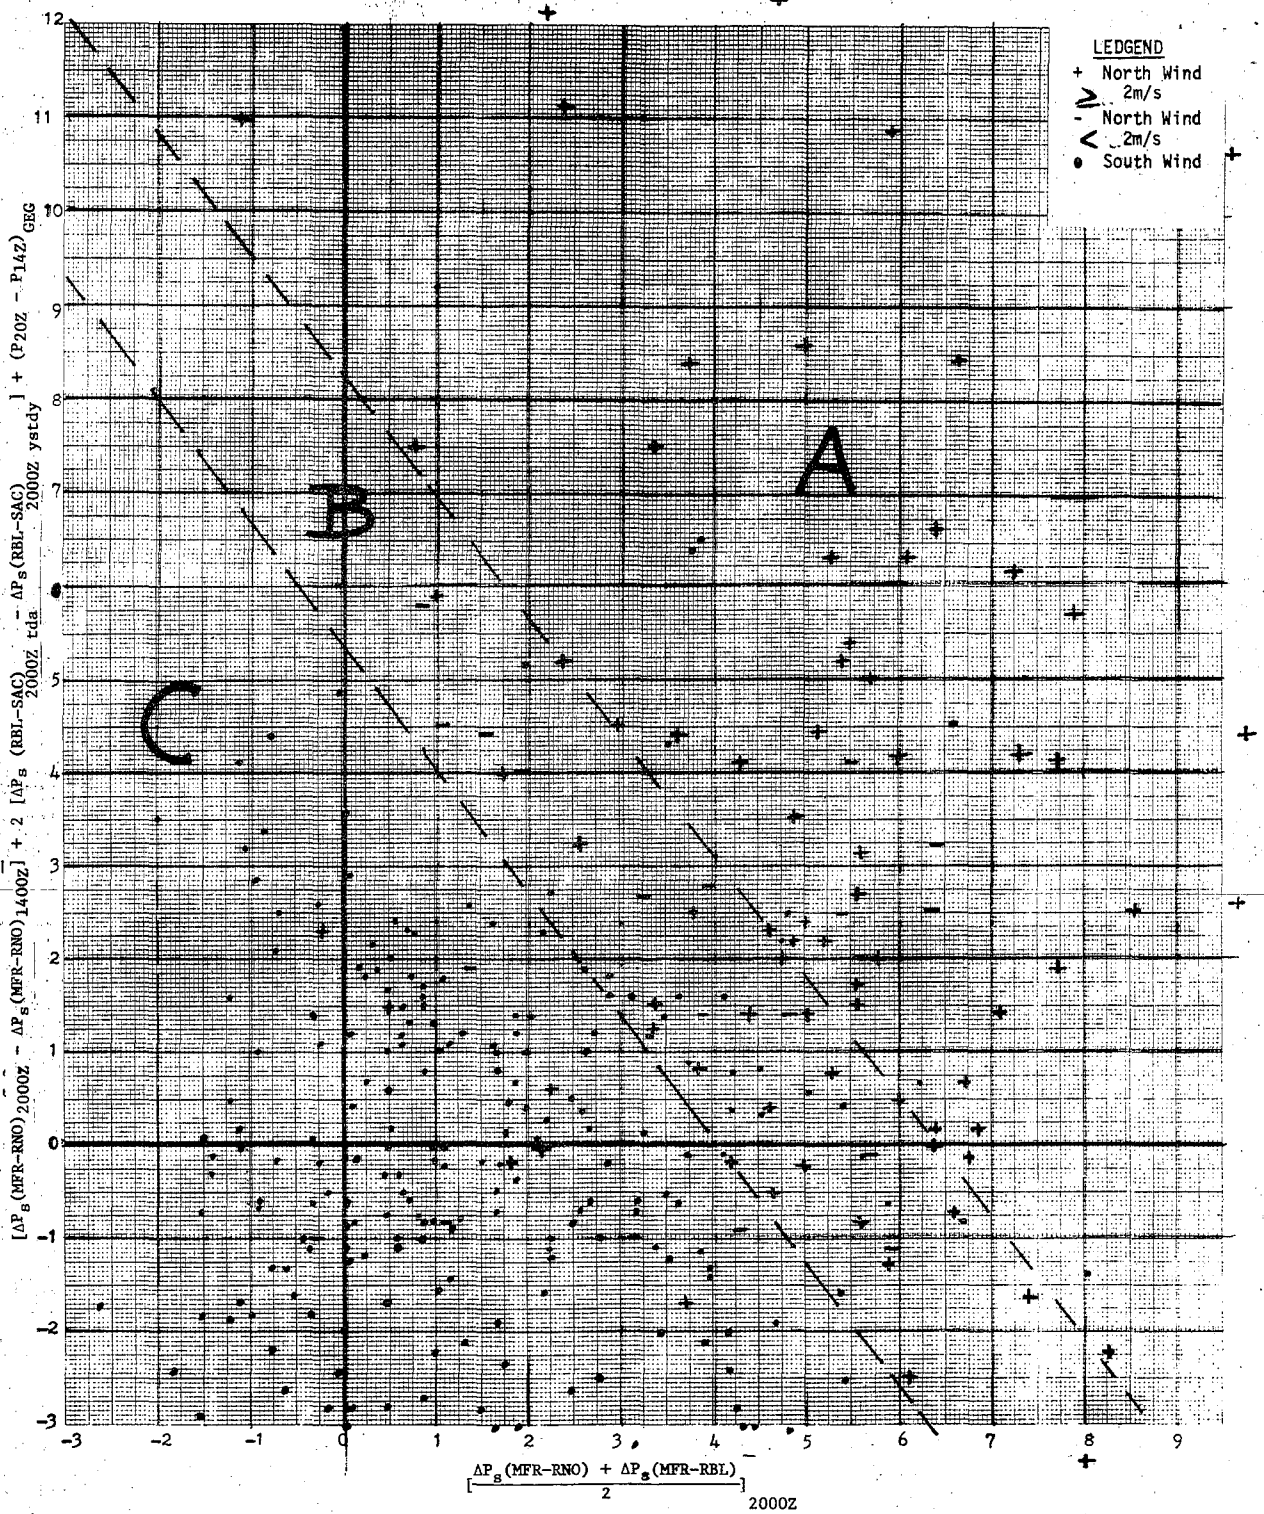 LEDGEND
+ North Wind
≥ 2m/s
- North Wind
< 2m/s
• South Wind
12
11
10
9
8
7
6
5
4
3
2
1
0
-1
-2
-3
A
B
C
[ΔPs(MFR-RNO)2000Z - ΔPs(MFR-RNO)1400Z] + 2 [ΔPs (RBL-SAC) 2000Z tda - ΔPs(RBL-SAC) 2000Z ystdy ] + (P20Z - P14Z)GEG
-3 -2 -1 0 1 2 3 4 5 6 7 8 9
[ΔPs(MFR-RNO) + ΔPs(MFR-RBL)
2 ]2000Z